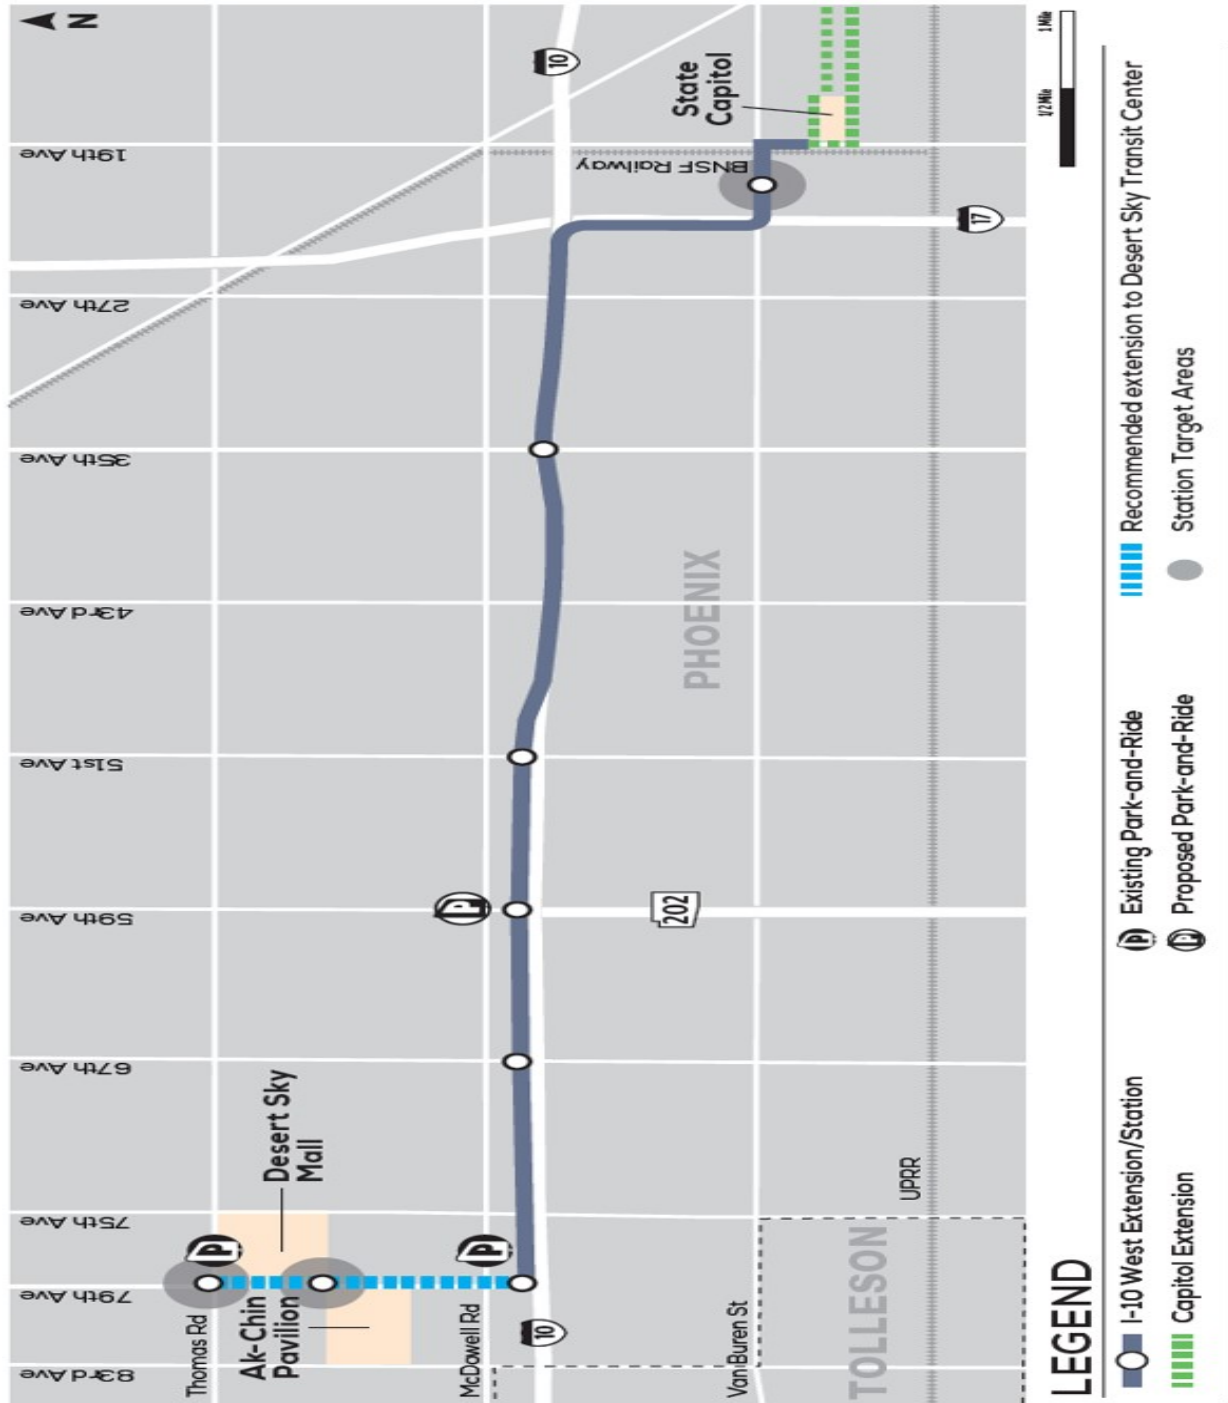 N
19th Ave
27th Ave
35th Ave
43rd Ave
51st Ave
59th Ave
67th Ave
75th Ave
79th Ave
83rd Ave
Thomas Rd
McDowell Rd
Van Buren St
UPRR
BNSF Railway
10
10
17
202
State
Capitol
Desert Sky
Mall
Ak-Chin
Pavilion
P
P
P
PHOENIX
TOLLESON
1/2 Mile
1 Mile
LEGEND
I-10 West Extension/Station
Capitol Extension
P Existing Park-and-Ride
P Proposed Park-and-Ride
Recommended extension to Desert Sky Transit Center
Station Target Areas